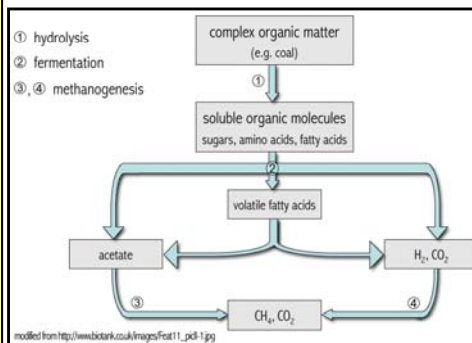 ① hydrolysis
② fermentation
③, ④ methanogenesis
complex organic matter
(e.g. coal)
①
soluble organic molecules
sugars, amino acids, fatty acids
②
volatile fatty acids
acetate
H₂, CO₂
③
④
CH₄, CO₂
modified from http://www.biotank.co.uk/images/Feat11_pid1-1.jpg